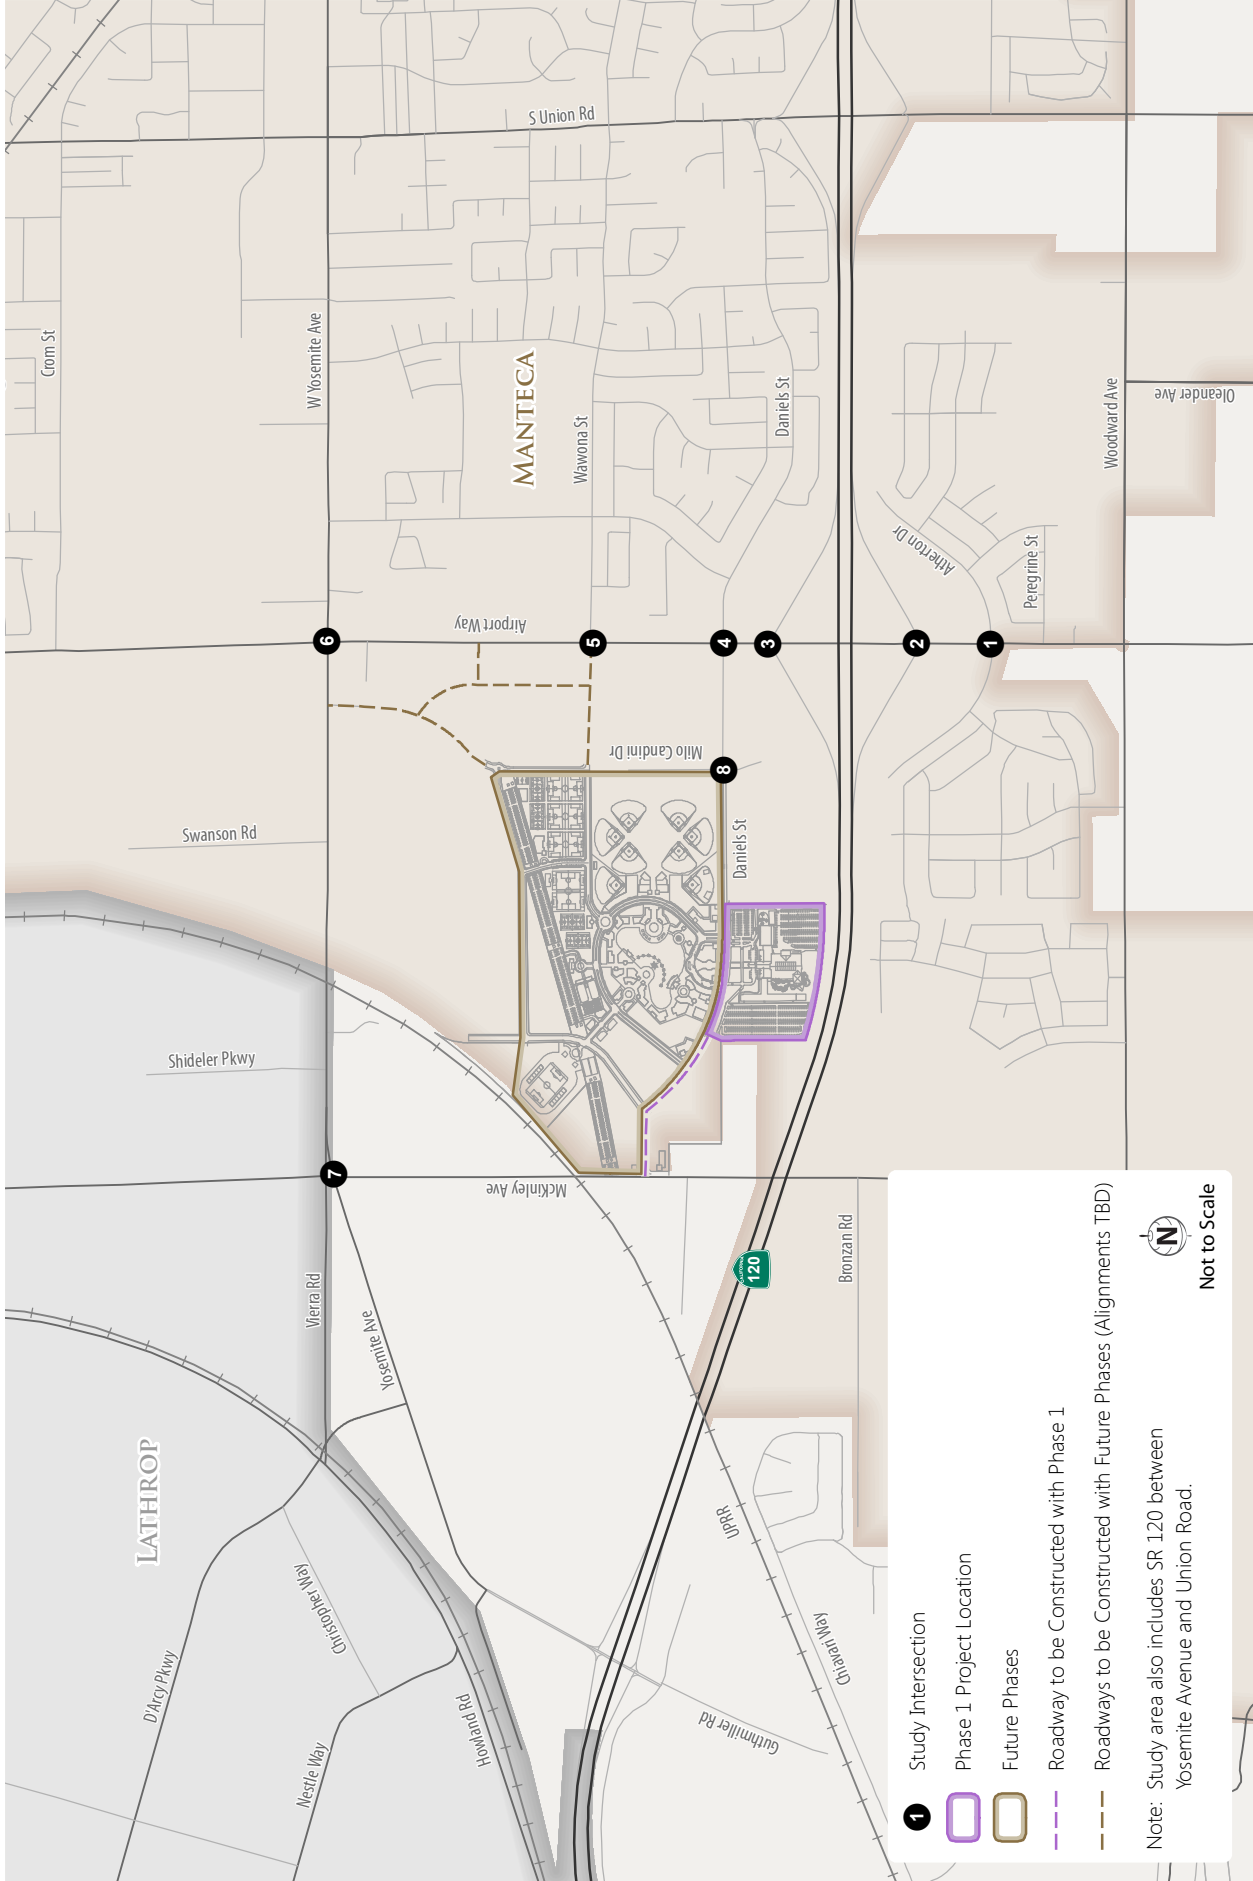 Crom St
W Yosemite Ave
S Union Rd
MANTECA
Wawona St
Daniels St
Woodward Ave
Oleander Ave
Atherton Dr
Peregrine St
Airport Way
6
5
4
3
2
1
Milo Candini Dr
8
Swanson Rd
Daniels St
Shideler Pkwy
7
McKinley Ave
Vierra Rd
Yosemite Ave
CALIFORNIA
120
Bronzan Rd
LATHROP
UPRR
Christopher Way
D'Arcy Pkwy
Howland Rd
Nestle Way
Guthmiller Rd
Chiavari Way
1 Study Intersection
Phase 1 Project Location
Future Phases
Roadway to be Constructed with Phase 1
Roadways to be Constructed with Future Phases (Alignments TBD)
Note: Study area also includes SR 120 between
Yosemite Avenue and Union Road.
N
Not to Scale